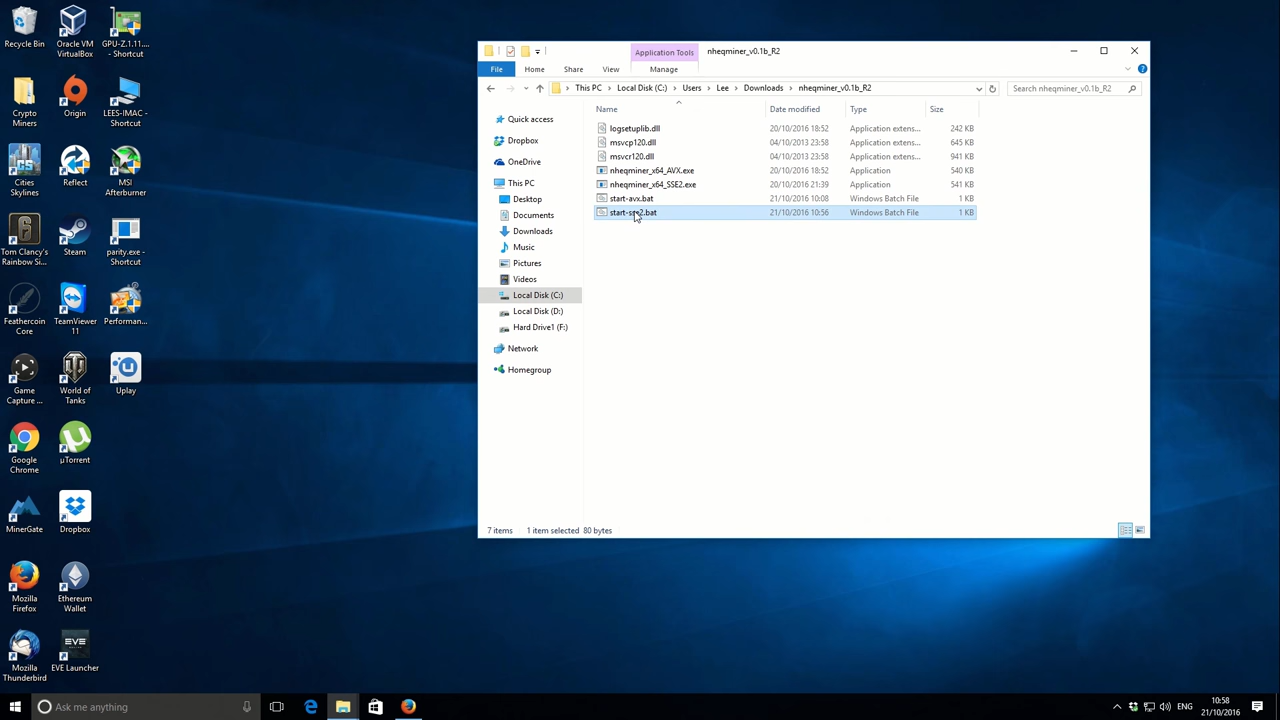 Recycle Bin
Oracle VM
VirtualBox
GPU-Z.1.11....
- Shortcut
Crypto
Miners
Origin
LEES-IMAC -
Shortcut
Cities
Skylines
Reflect
MSI
Afterburner
Tom Clancy's
Rainbow Si...
Steam
parity.exe -
Shortcut
Feathercoin
Core
TeamViewer
11
Performan...
Game
Capture ...
World of
Tanks
Uplay
Google
Chrome
µTorrent
MinerGate
Dropbox
Mozilla
Firefox
Ethereum
Wallet
Mozilla
Thunderbird
EVE
EVE Launcher
Application Tools
nheqminer_v0.1b_R2
File
Home
Share
View
Manage
This PC > Local Disk (C:) > Users > Lee > Downloads > nheqminer_v0.1b_R2
Search nheqminer_v0.1b_R2
Name
Date modified
Type
Size
Quick access
Dropbox
OneDrive
This PC
Desktop
Documents
Downloads
Music
Pictures
Videos
Local Disk (C:)
Local Disk (D:)
Hard Drive1 (F:)
Network
Homegroup
logsetuplib.dll 20/10/2016 18:52 Application extens... 242 KB
msvcp120.dll 04/10/2013 23:58 Application extens... 645 KB
msvcr120.dll 04/10/2013 23:58 Application extens... 941 KB
nheqminer_x64_AVX.exe 20/10/2016 18:52 Application 540 KB
nheqminer_x64_SSE2.exe 20/10/2016 21:39 Application 541 KB
start-avx.bat 21/10/2016 10:08 Windows Batch File 1 KB
start-sse2.bat 21/10/2016 10:56 Windows Batch File 1 KB
7 items
1 item selected 80 bytes
Ask me anything
ENG
10:58
21/10/2016